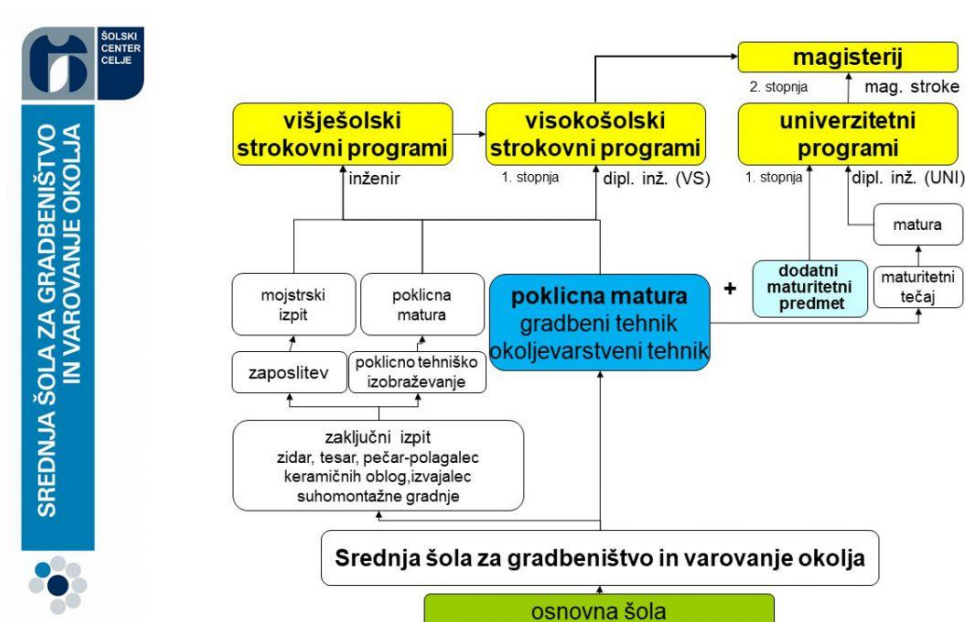 ŠOLSKI
CENTER
CELJE
SREDNJA ŠOLA ZA GRADBENIŠTVO
IN VAROVANJE OKOLJA
magisterij
2. stopnja
mag. stroke
višješolski
strokovni programi
visokošolski
strokovni programi
univerzitetni
programi
inženir
1. stopnja
dipl. inž. (VS)
1. stopnja
dipl. inž. (UNI)
matura
mojstrski
izpit
poklicna
matura
poklicna matura
gradbeni tehnik
okoljevarstveni tehnik
+
dodatni
maturitetni
predmet
maturitetni
tečaj
zaposlitev
poklicno tehniško
izobraževanje
zaključni izpit
zidar, tesar, pečar-polagalec
keramičnih oblog,izvajalec
suhomontažne gradnje
Srednja šola za gradbeništvo in varovanje okolja
osnovna šola